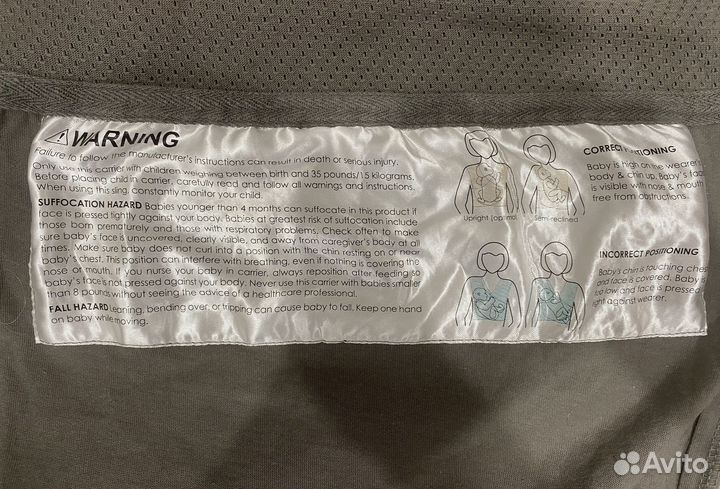 WARNING
Failure to follow the manufacturer's instructions can result in death or serious injury.
Only use this carrier with children weighing between birth and 35 pounds/15 kilograms.
Before placing child in carrier, carefully read and follow all warnings and instructions.
When using this sling, constantly monitor your child.
SUFFOCATION HAZARD Babies younger than 4 months can suffocate in this product if
face is pressed tightly against your body. Babies at greatest risk of suffocation include
those born prematurely and those with respiratory problems. Check often to make
sure baby's face is uncovered, clearly visible, and away from caregiver's body at all
times. Make sure baby does not curl into a position with the chin resting on or near
baby's chest. This position can interfere with breathing, even if nothing is covering the
nose or mouth. If you nurse your baby in carrier, always reposition after feeding so
baby's face is not pressed against your body. Never use this carrier with babies smaller
than 8 pounds without seeing the advice of a healthcare professional.
FALL HAZARD Leaning, bending over, or tripping can cause baby to fall. Keep one hand
on baby while moving.
Upright (optimal
Semi-reclined
CORRECT POSITIONING
Baby is high on the wearer's
body & chin up. Baby's face
is visible with nose & mouth
free from obstructions.
INCORRECT POSITIONING
Baby's chin is touching ches
and face is covered. Baby is
too low and face is pressed
ight against wearer.
Avito